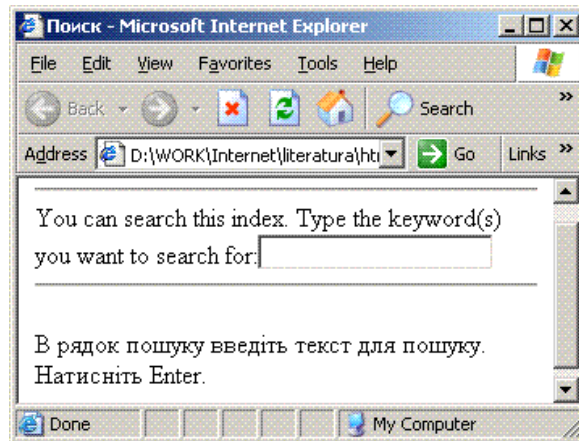 Поиск - Microsoft Internet Explorer
File Edit View Favorites Tools Help
Back Search »
Address D:\WORK\Internet\literatura\ht Go Links »
You can search this index. Type the keyword(s)
you want to search for:
В рядок пошуку введіть текст для пошуку.
Натисніть Enter.
Done My Computer